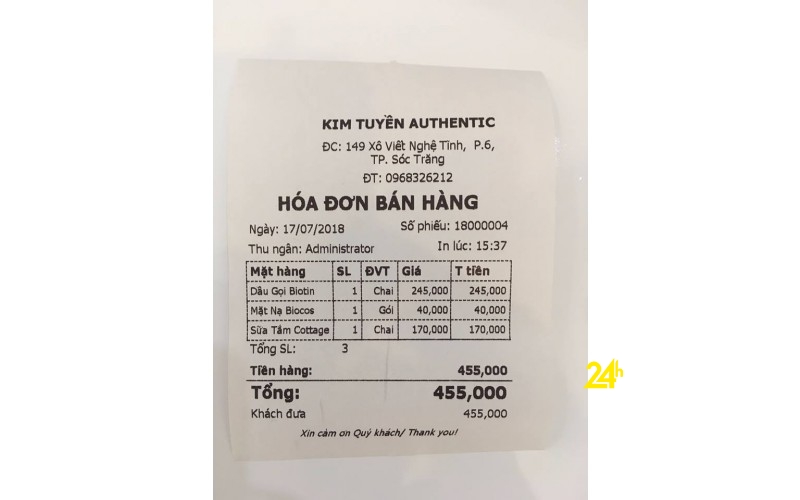 KIM TUYỀN AUTHENTIC
ĐC: 149 Xô Viết Nghệ Tĩnh, P.6,
TP. Sóc Trăng
ĐT: 0968326212
HÓA ĐƠN BÁN HÀNG
Ngày: 17/07/2018 Số phiếu: 18000004
Thu ngân: Administrator In lúc: 15:37
Mặt hàng SL ĐVT Giá T tiền
Dầu Gọi Biotin 1 Chai 245,000 245,000
Mặt Nạ Biocos 1 Gói 40,000 40,000
Sữa Tắm Cottage 1 Chai 170,000 170,000
Tổng SL: 3
Tiền hàng: 455,000
Tổng: 455,000
Khách đưa 455,000
Xin cảm ơn Quý khách/ Thank you!
24h